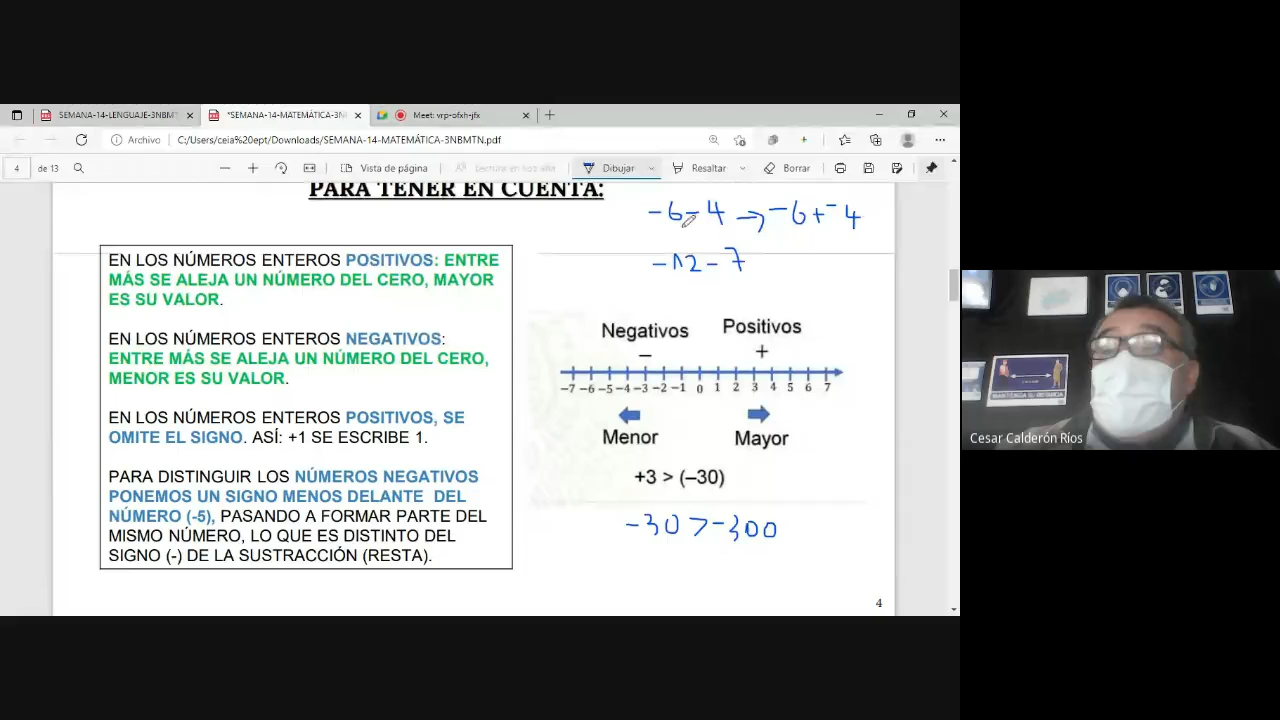 SEMANA-14-LENGUAJE-3NBMT
*SEMANA-14-MATEMÁTICA-3N
Meet: vrp-ofxh-jfx
Archivo
C:/Users/ceia%20ept/Downloads/SEMANA-14-MATEMÁTICA-3NBMTN.pdf
4 de 13
Vista de página
Lectura en voz alta
Dibujar
Resaltar
Borrar
PARA TENER EN CUENTA:
-6-4 → -6+-4
-12-7
EN LOS NÚMEROS ENTEROS POSITIVOS: ENTRE
MÁS SE ALEJA UN NÚMERO DEL CERO, MAYOR
ES SU VALOR.
EN LOS NÚMEROS ENTEROS NEGATIVOS:
ENTRE MÁS SE ALEJA UN NÚMERO DEL CERO,
MENOR ES SU VALOR.
EN LOS NÚMEROS ENTEROS POSITIVOS, SE
OMITE EL SIGNO. ASÍ: +1 SE ESCRIBE 1.
PARA DISTINGUIR LOS NÚMEROS NEGATIVOS
PONEMOS UN SIGNO MENOS DELANTE DEL
NÚMERO (-5), PASANDO A FORMAR PARTE DEL
MISMO NÚMERO, LO QUE ES DISTINTO DEL
SIGNO (-) DE LA SUSTRACCIÓN (RESTA).
Negativos Positivos
– +
-7 -6 -5 -4 -3 -2 -1 0 1 2 3 4 5 6 7
Menor Mayor
+3 > (–30)
-30 > -300
4
MANTENGA SU DISTANCIA
Cesar Calderón Ríos